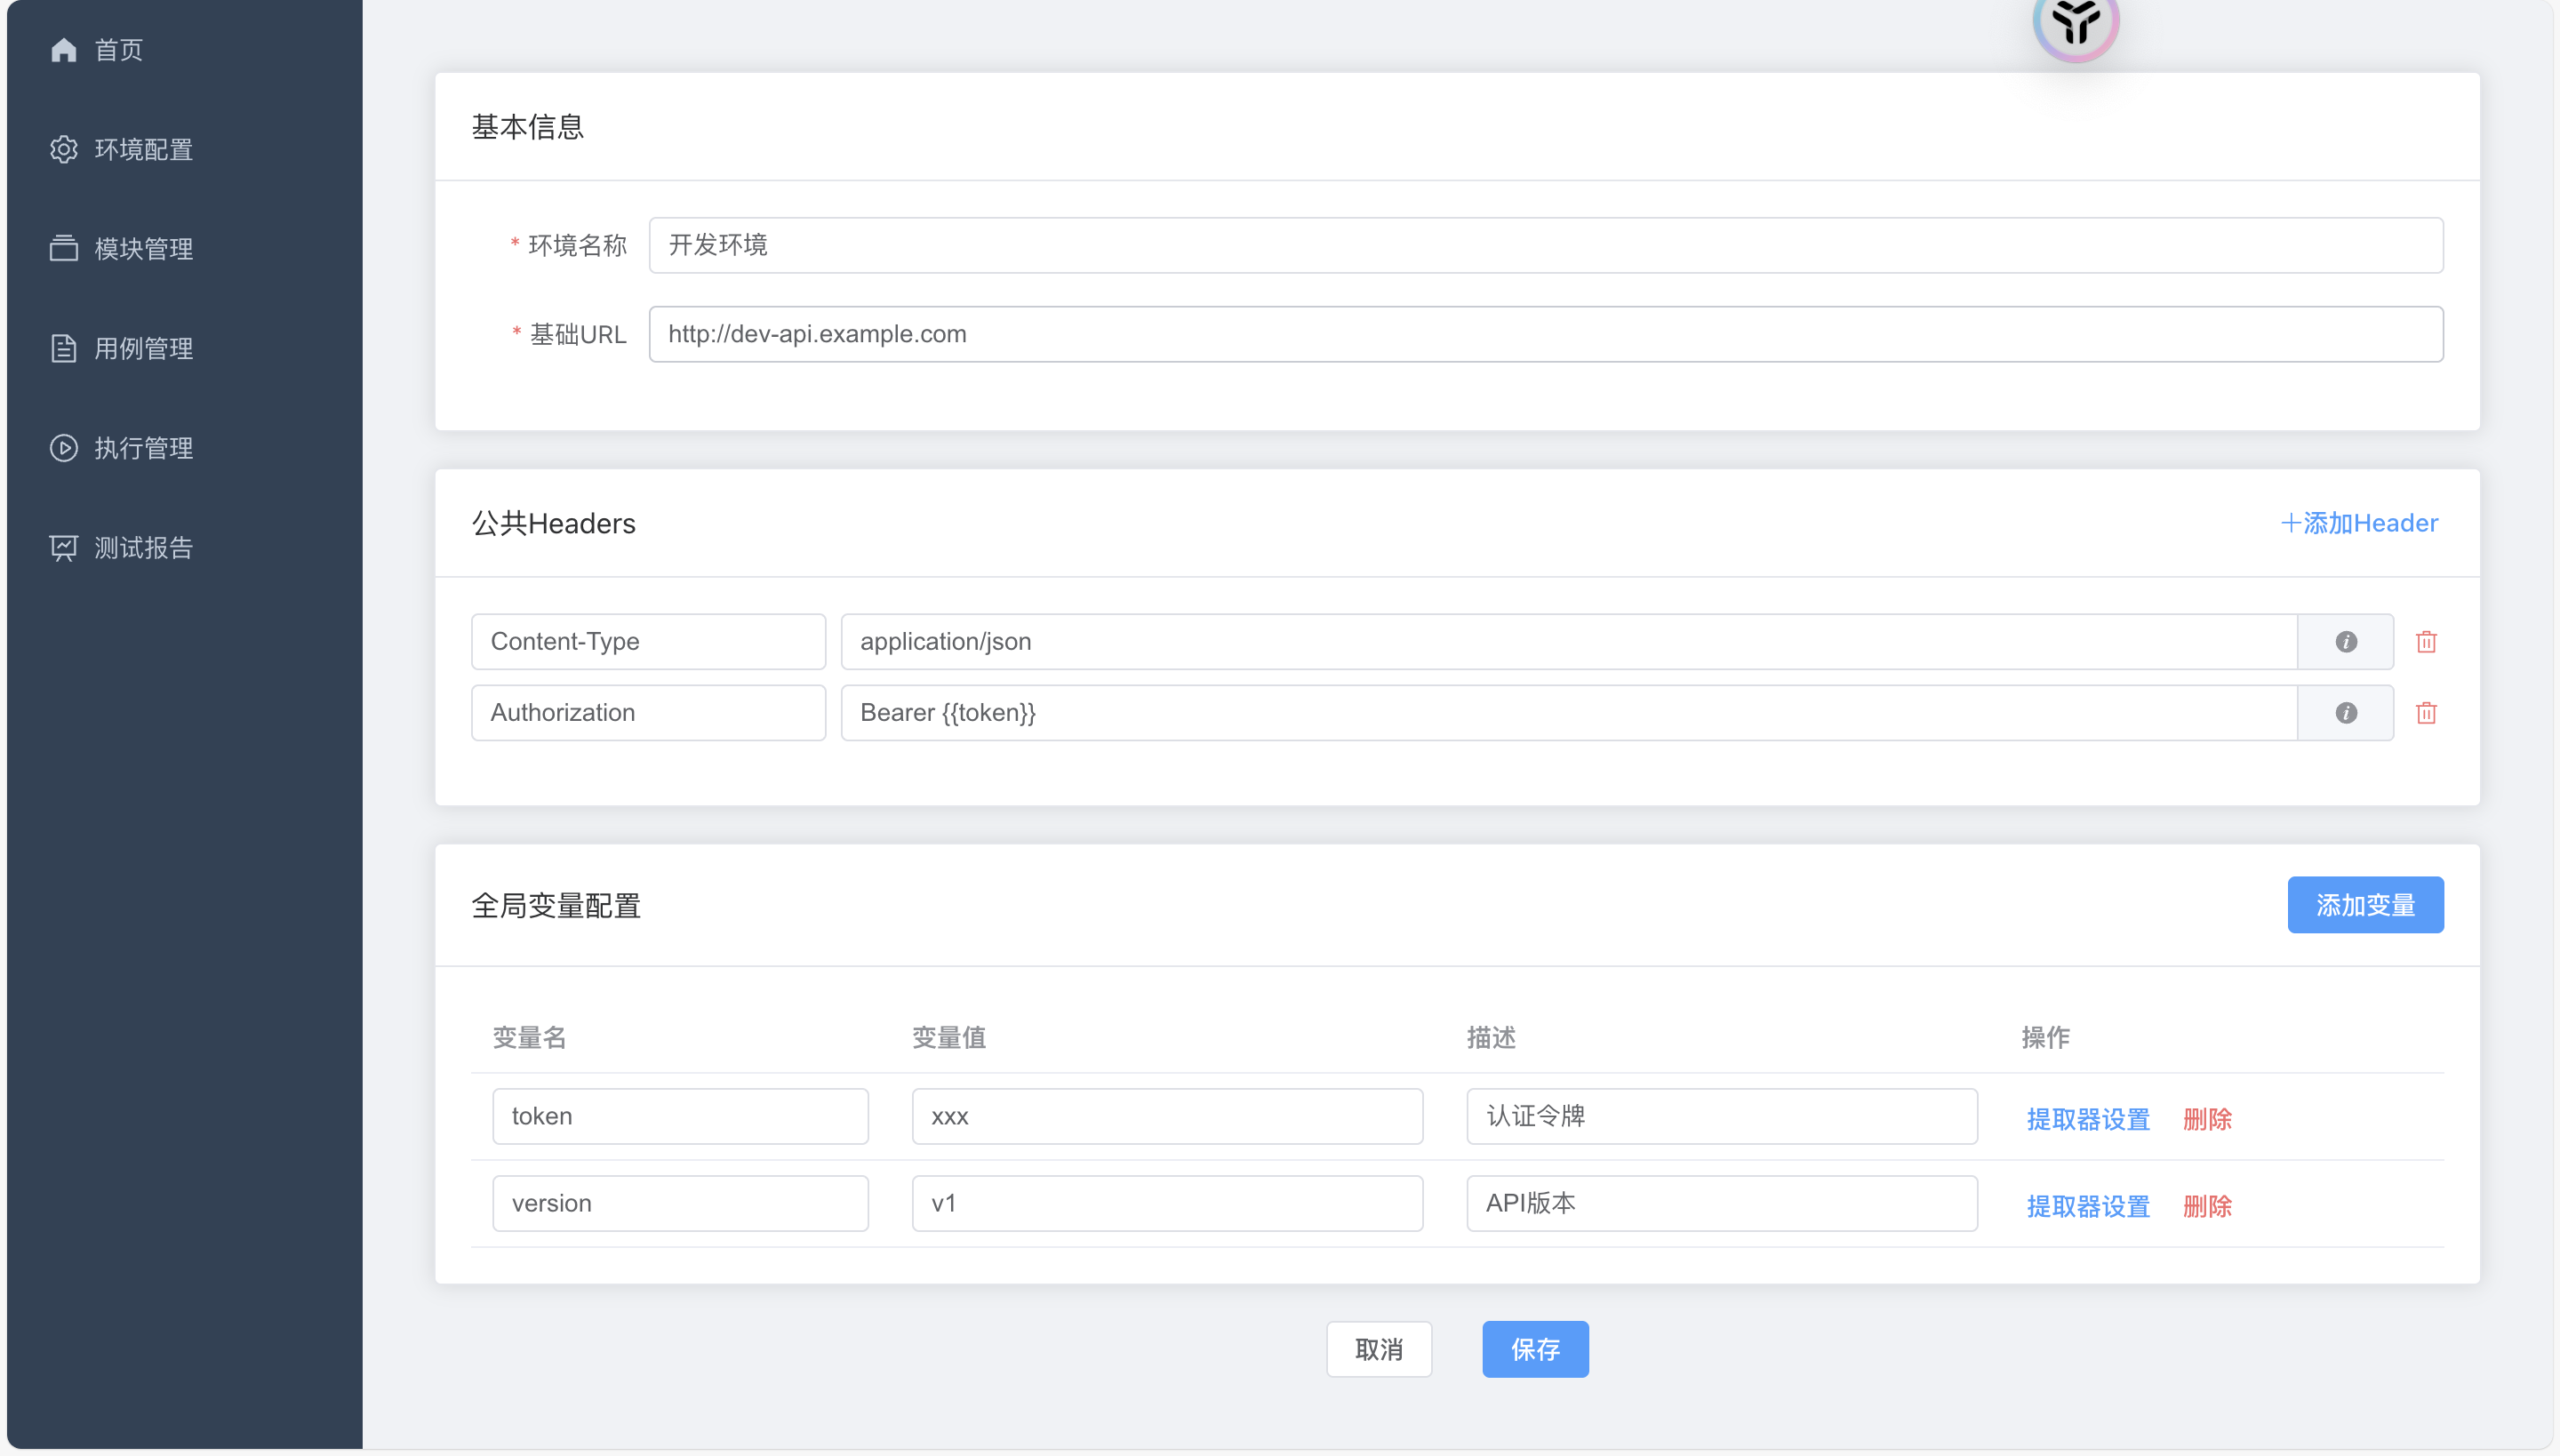 首页
环境配置
模块管理
用例管理
执行管理
测试报告
基本信息
* 环境名称 开发环境
* 基础URL http://dev-api.example.com
公共Headers +添加Header
Content-Type application/json
Authorization Bearer {{token}}
全局变量配置 添加变量
变量名 变量值 描述 操作
token xxx 认证令牌 提取器设置 删除
version v1 API版本 提取器设置 删除
取消 保存